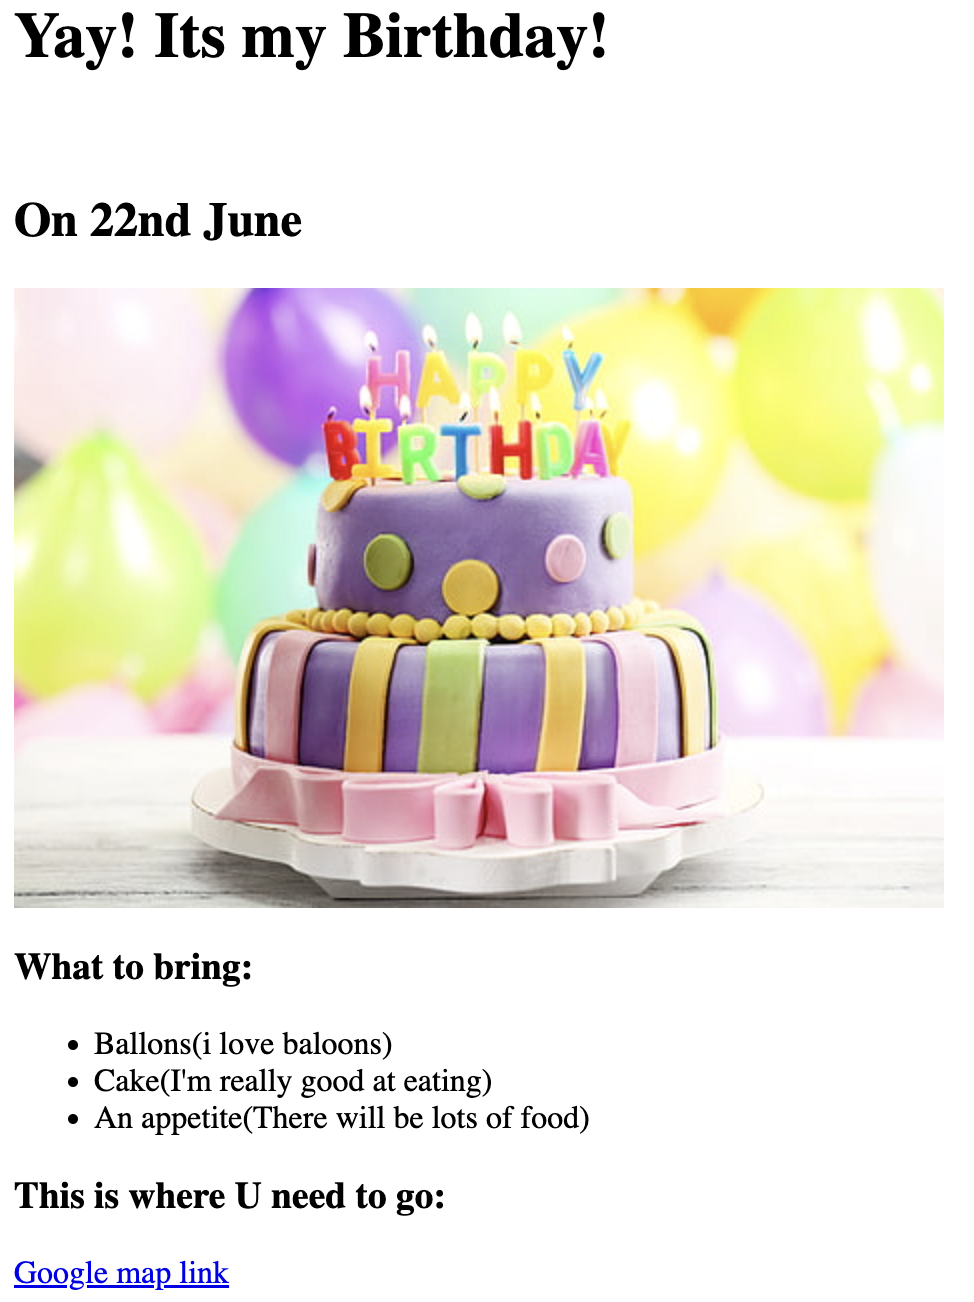 Yay! Its my Birthday!
On 22nd June
HAPPY
BIRTHDAY
What to bring:
Ballons(i love baloons)
Cake(I'm really good at eating)
An appetite(There will be lots of food)
This is where U need to go:
Google map link